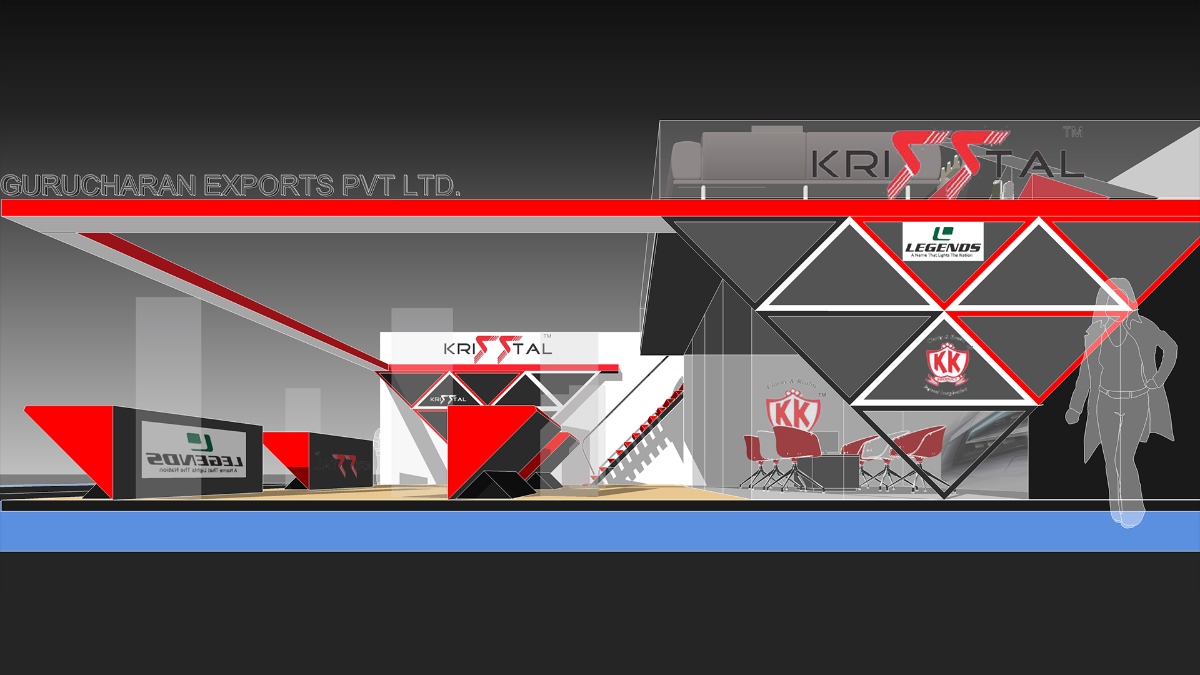 GURUCHARAN EXPORTS PVT LTD.
KRISSTAL
TM
LEGENDS
A Name That Lights The Nation
KRISSTAL
TM
KRISSTAL
KK
KK
TM
LEGENDS
A Name That Lights The Nation